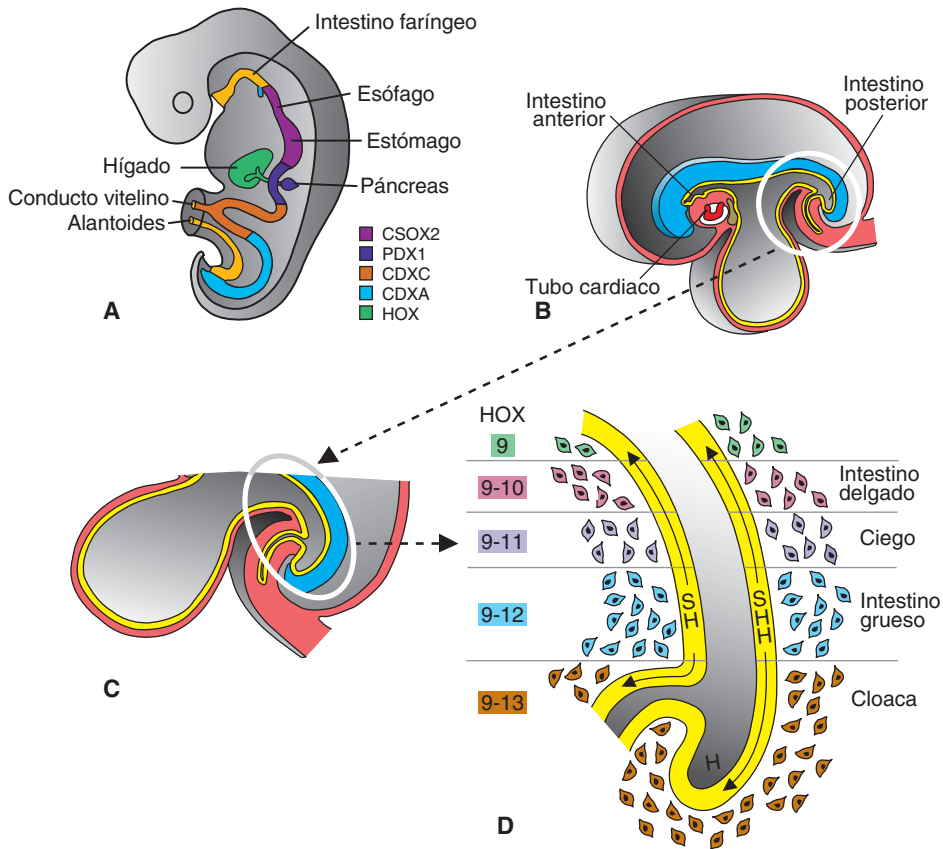 Intestino faríngeo
Esófago
Estómago
Hígado
Páncreas
Conducto vitelino
Alantoides
CSOX2
PDX1
CDXC
CDXA
HOX
A
Intestino
anterior
Intestino
posterior
Tubo cardiaco
B
C
HOX
9
9-10
9-11
9-12
9-13
Intestino
delgado
Ciego
Intestino
grueso
Cloaca
SH
SHH
H
D